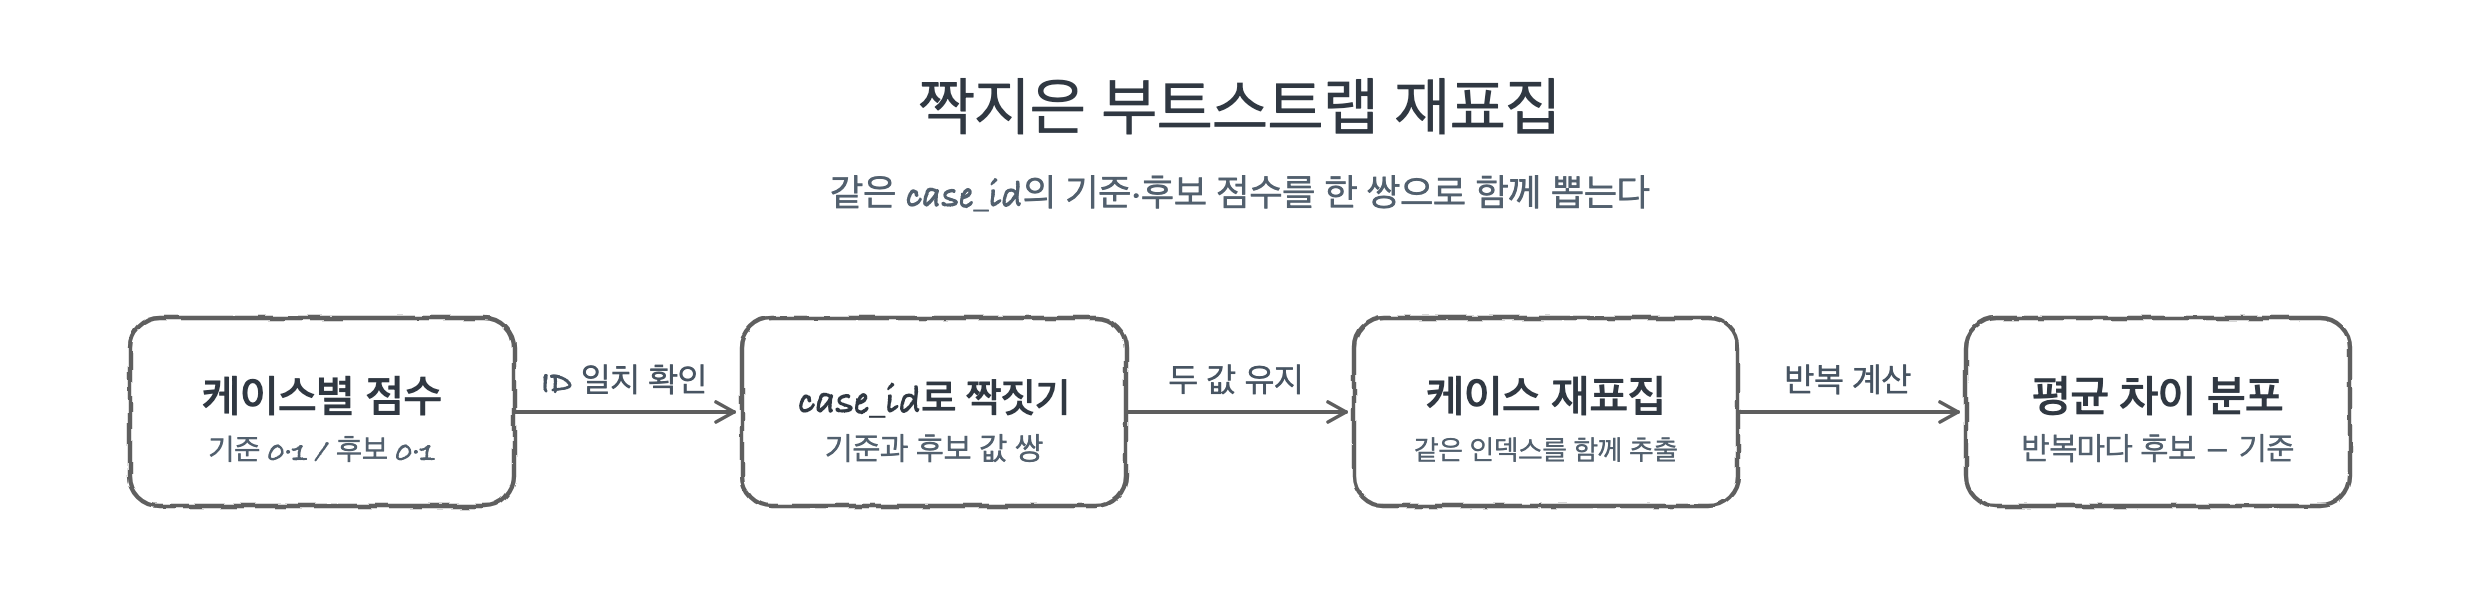 짝지은 부트스트랩 재표집
같은 case_id의 기준·후보 점수를 한 쌍으로 함께 뽑는다
케이스별 점수
기준 0·1 / 후보 0·1
ID 일치 확인
case_id로 짝짓기
기준과 후보 값 쌍
두 값 유지
케이스 재표집
같은 인덱스를 함께 추출
반복 계산
평균 차이 분포
반복마다 후보 − 기준